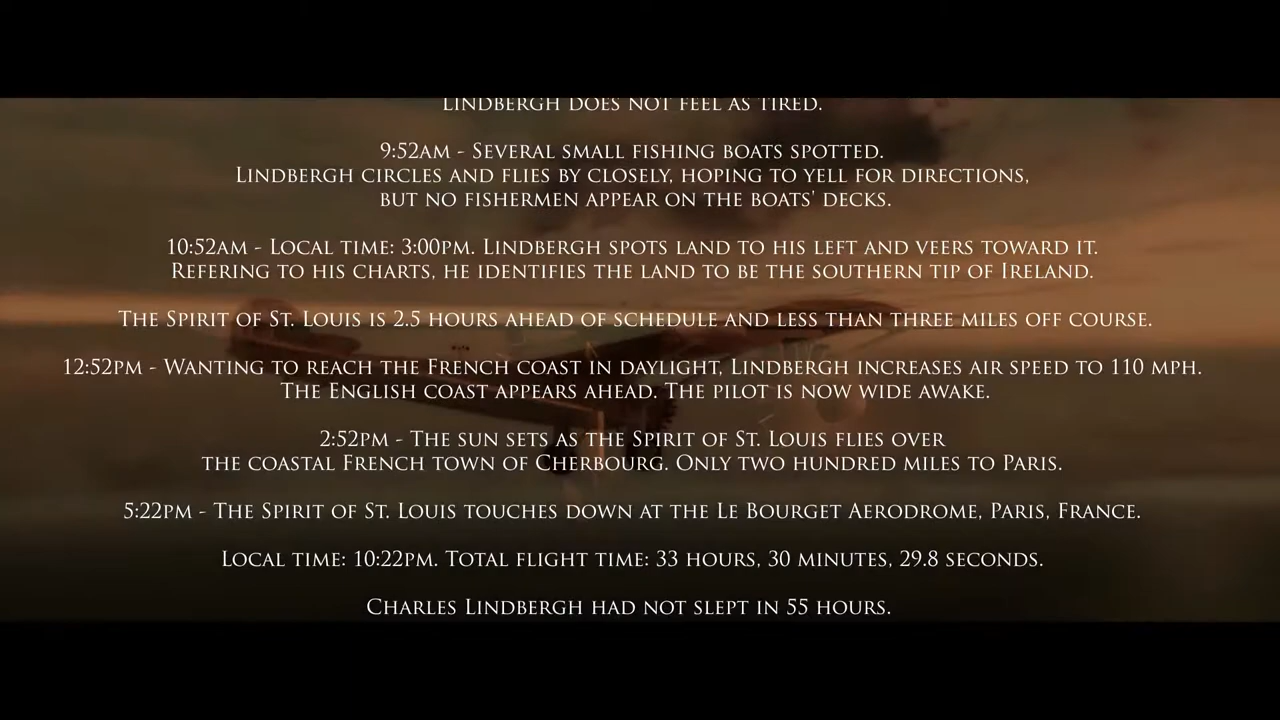 Lindbergh does not feel as tired.
9:52am - Several small fishing boats spotted.
Lindbergh circles and flies by closely, hoping to yell for directions,
but no fishermen appear on the boats' decks.
10:52am - Local time: 3:00pm. Lindbergh spots land to his left and veers toward it.
Refering to his charts, he identifies the land to be the southern tip of Ireland.
The Spirit of St. Louis is 2.5 hours ahead of schedule and less than three miles off course.
12:52pm - Wanting to reach the French coast in daylight, Lindbergh increases air speed to 110 mph.
The English coast appears ahead. The pilot is now wide awake.
2:52pm - The sun sets as the Spirit of St. Louis flies over
the coastal French town of Cherbourg. Only two hundred miles to Paris.
5:22pm - The Spirit of St. Louis touches down at the Le Bourget Aerodrome, Paris, France.
Local time: 10:22pm. Total flight time: 33 hours, 30 minutes, 29.8 seconds.
Charles Lindbergh had not slept in 55 hours.